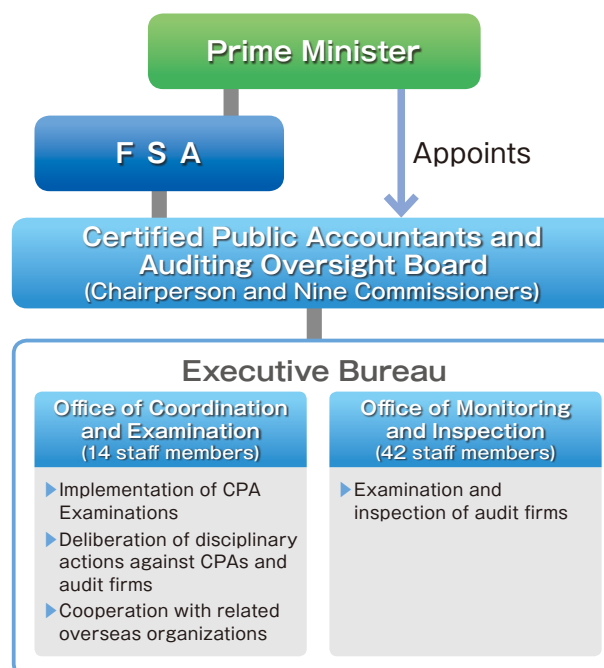 Prime Minister
F S A
Appoints
Certified Public Accountants and
Auditing Oversight Board
(Chairperson and Nine Commissioners)
Executive Bureau
Office of Coordination
and Examination
(14 staff members)
▶Implementation of CPA
Examinations
▶Deliberation of disciplinary
actions against CPAs and
audit firms
▶Cooperation with related
overseas organizations
Office of Monitoring
and Inspection
(42 staff members)
▶Examination and
inspection of audit firms